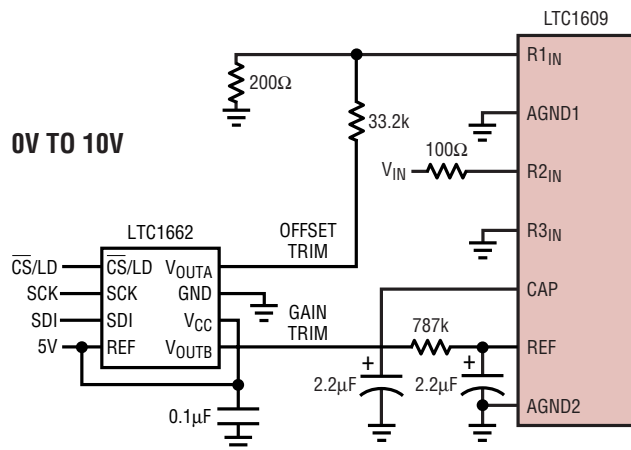 LTC1609
R1IN
200Ω
33.2k
AGND1
0V TO 10V
100Ω
VIN
R2IN
LTC1662
OFFSET
TRIM
R3IN
CS/LD
CS/LD
VOUTA
SCK
SCK
GND
CAP
SDI
SDI
VCC
GAIN
TRIM
787k
5V
REF
VOUTB
REF
+
+
2.2µF
2.2µF
0.1µF
AGND2